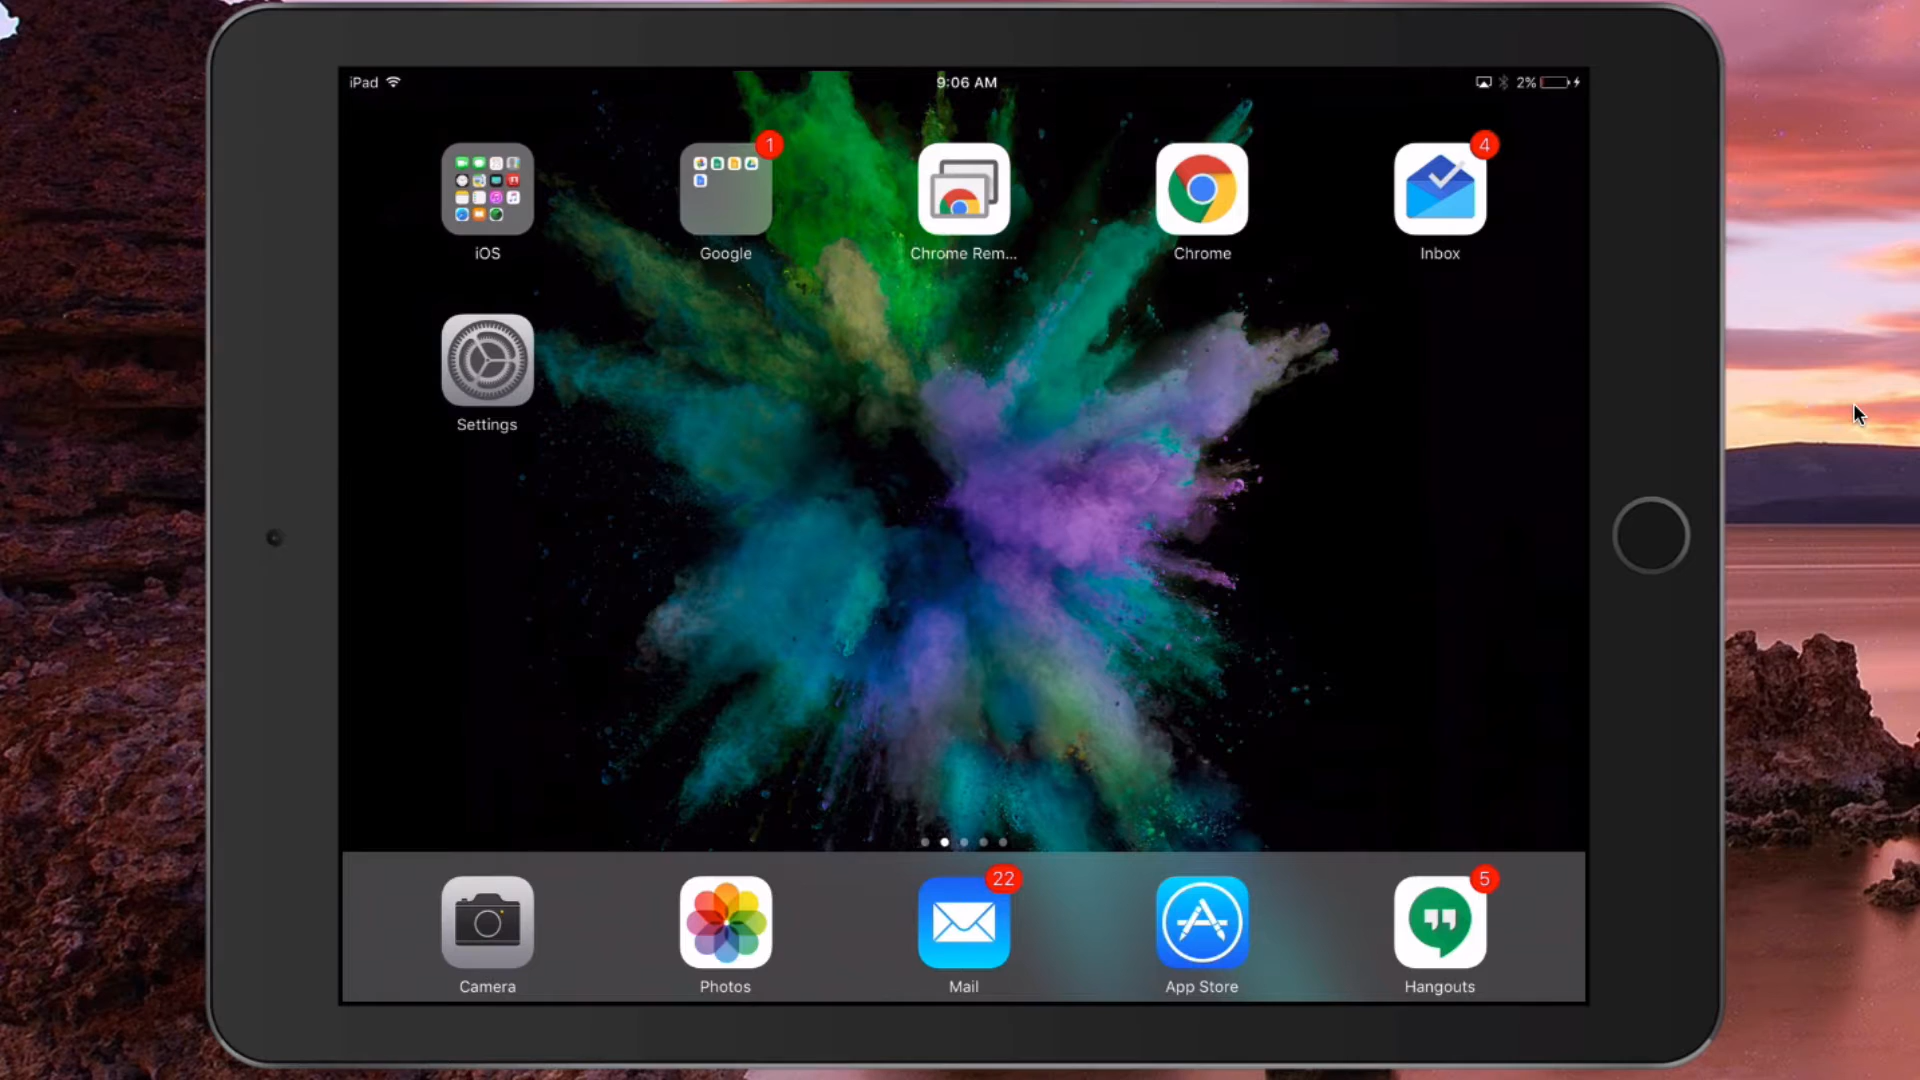 iPad 9:06 AM 2%
1 4
iOS Google Chrome Rem... Chrome Inbox
Settings
22 5
Camera Photos Mail App Store Hangouts